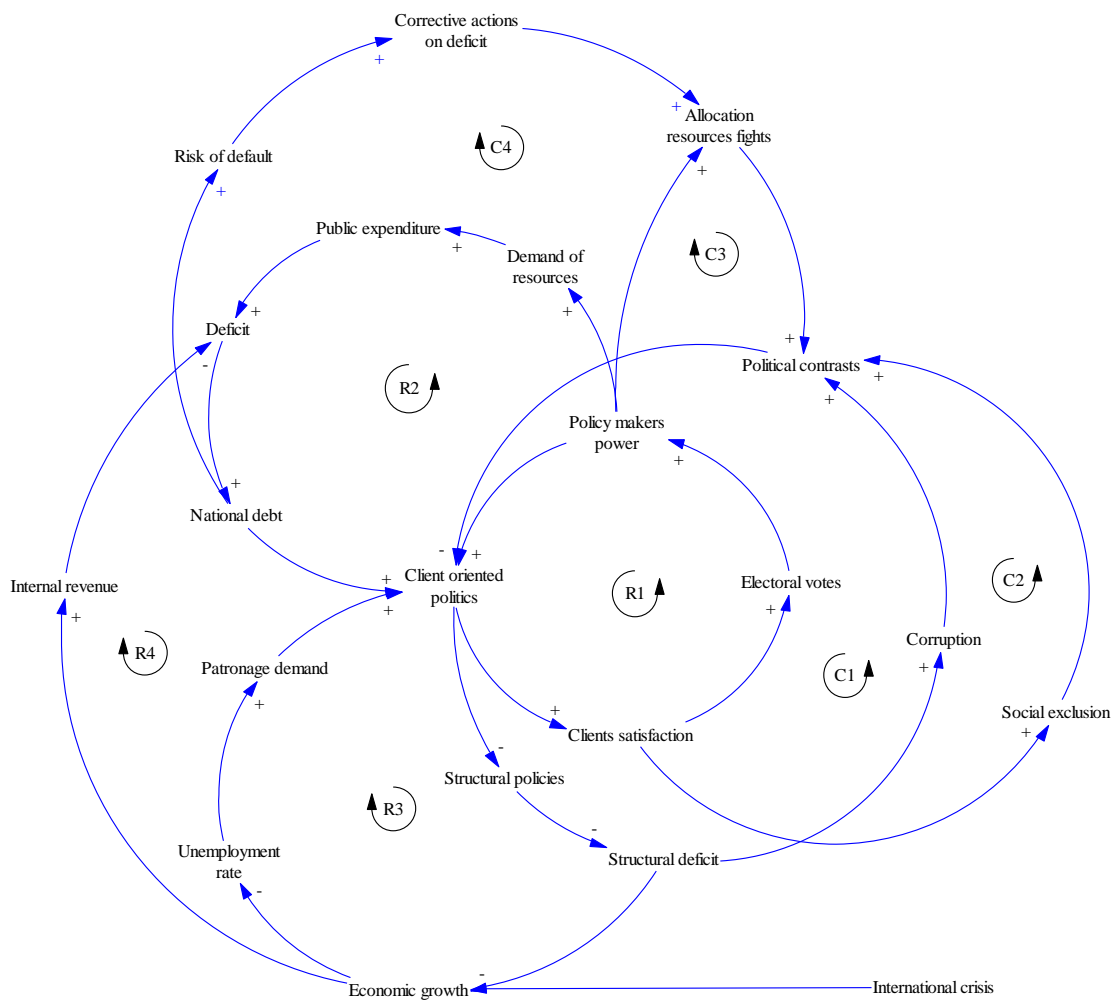 Corrective actions
on deficit
+
+
Allocation
resources fights
C4
Risk of default
+
+
Public expenditure
+
Demand of
resources
C3
+
+
Deficit
-
+
Political contrasts
+
+
R2
Policy makers
power
+
+
National debt
-
+
+
Client oriented
politics
+
R1
Electoral votes
+
C2
Internal revenue
+
R4
Patronage demand
+
C1
Corruption
+
+
Clients satisfaction
Social exclusion
+
-
Structural policies
R3
-
Structural deficit
Unemployment
rate
-
-
Economic growth
International crisis